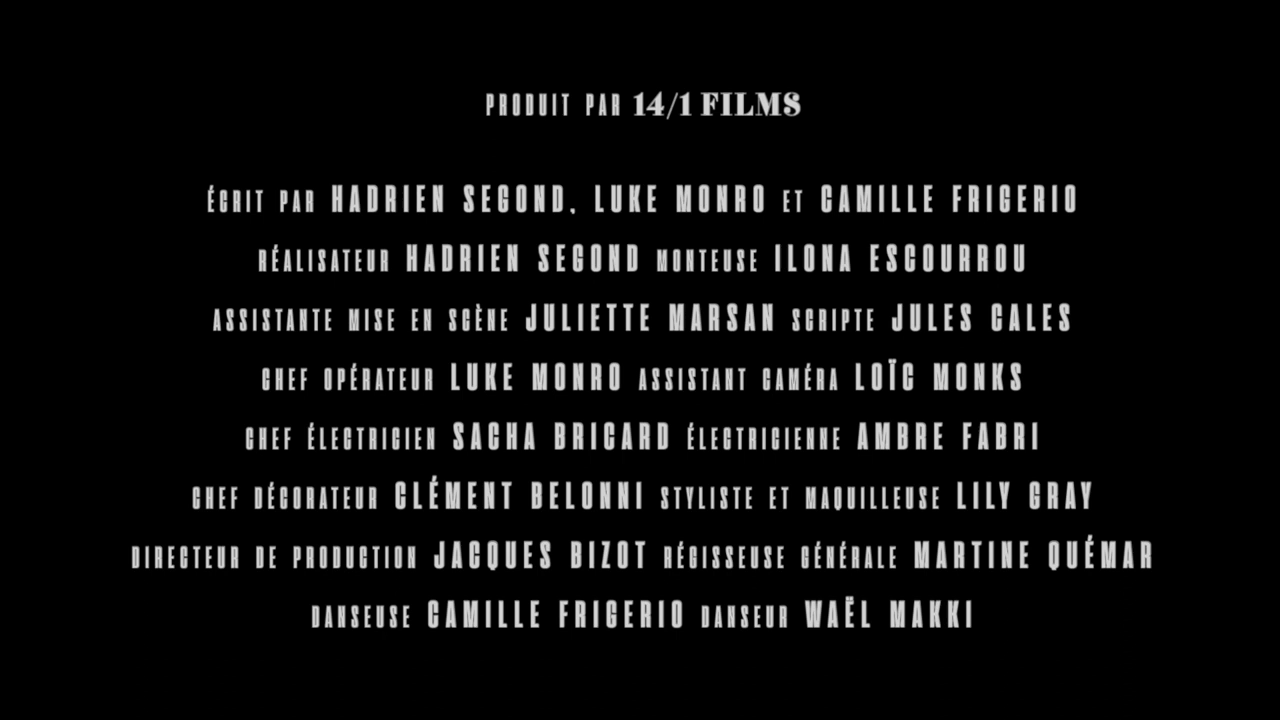 PRODUIT PAR 14/1 FILMS
ÉCRIT PAR HADRIEN SEGOND, LUKE MONRO ET CAMILLE FRIGERIO
RÉALISATEUR HADRIEN SEGOND MONTEUSE ILONA ESCOURROU
ASSISTANTE MISE EN SCÈNE JULIETTE MARSAN SCRIPTE JULES CALES
CHEF OPÉRATEUR LUKE MONRO ASSISTANT CAMÉRA LOÏC MONKS
CHEF ÉLECTRICIEN SACHA BRICARD ÉLECTRICIENNE AMBRE FABRI
CHEF DÉCORATEUR CLÉMENT BELONNI STYLISTE ET MAQUILLEUSE LILY GRAY
DIRECTEUR DE PRODUCTION JACQUES BIZOT RÉGISSEUSE GÉNÉRALE MARTINE QUÉMAR
DANSEUSE CAMILLE FRIGERIO DANSEUR WAËL MAKKI